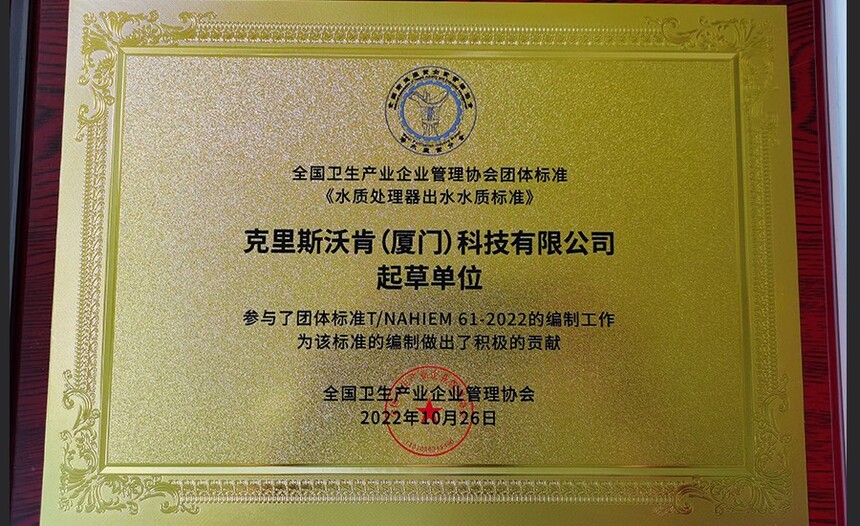 全国卫生产业企业管理协会团体标准
《水质处理器出水水质标准》
克里斯沃肯（厦门）科技有限公司
起草单位
参与了团体标准T/NAHIEM 61-2022的编制工作
为该标准的编制做出了积极的贡献
全国卫生产业企业管理协会
2022年10月26日